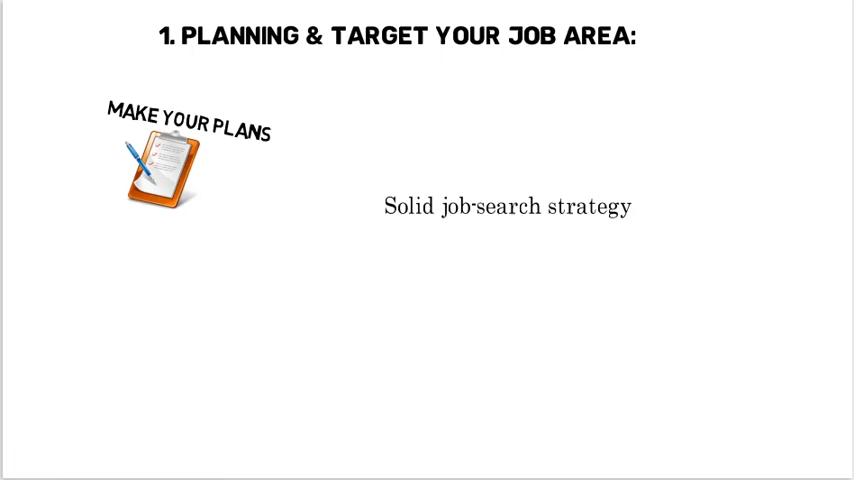 1. PLANNING & TARGET YOUR JOB AREA:
MAKE YOUR PLANS
Solid job-search strategy